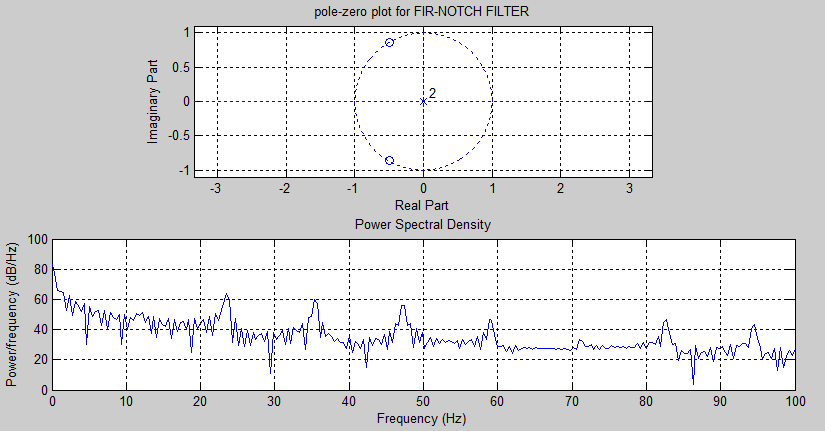 pole-zero plot for FIR-NOTCH FILTER
1
0.5
0
-0.5
-1
Imaginary Part
2
-3 -2 -1 0 1 2 3
Real Part
Power Spectral Density
100
80
60
40
20
0
Power/frequency (dB/Hz)
0 10 20 30 40 50 60 70 80 90 100
Frequency (Hz)